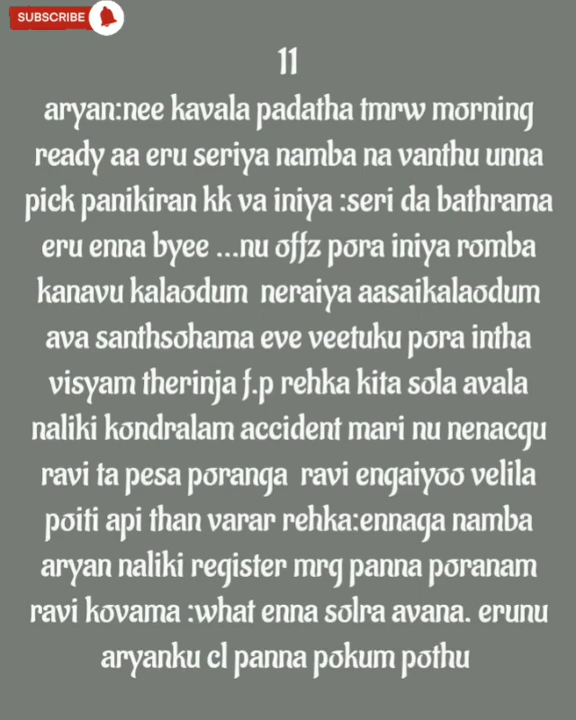 SUBSCRIBE
11
aryan:nee kavala padatha tmrw morning
ready aa eru seriya namba na vanthu unna
pick panikiran kk va iniya :seri da bathrama
eru enna byee ...nu offz pora iniya romba
kanavu kalaodum neraiya aasaikalaodum
ava santhsohama eve veetuku pora intha
visyam therinja f.p rehka kita sola avala
naliki kondralam accident mari nu nenacgu
ravi ta pesa poranga ravi engaiyoo velila
poiti api than varar rehka:ennaga namba
aryan naliki register mrg panna poranam
ravi kovama :what enna solra avana. erunu
aryanku cl panna pokum pothu